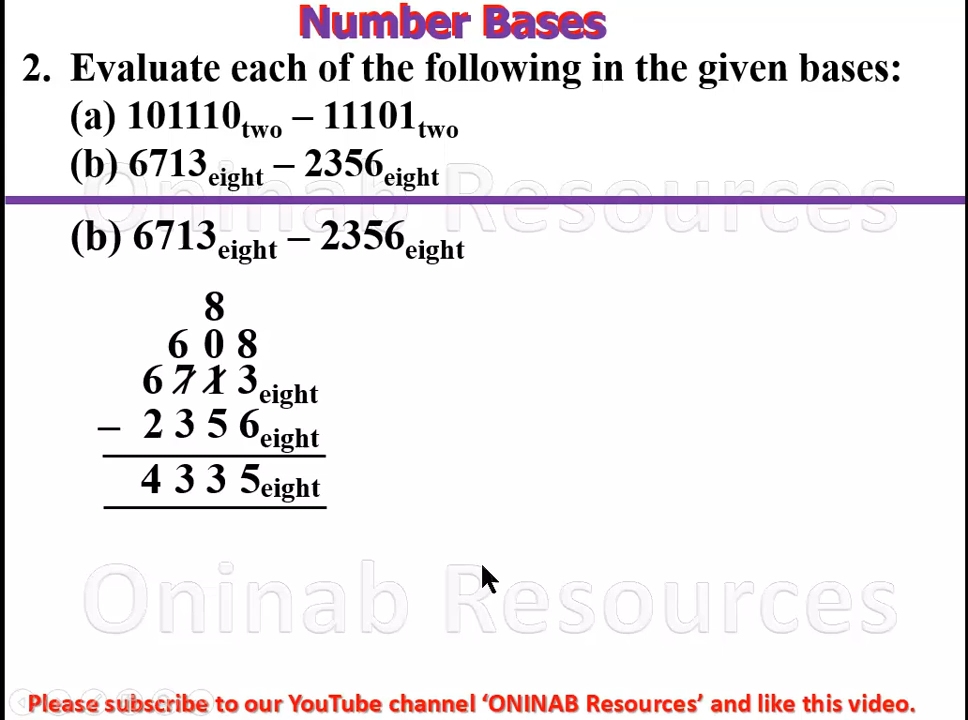 Number Bases
2. Evaluate each of the following in the given bases:
(a) 101110two – 11101two
(b) 6713eight – 2356eight
Oninab Resources
(b) 6713eight – 2356eight
8
6 0 8
6 7 1 3eight
– 2 3 5 6eight
4 3 3 5eight
Oninab Resources
Please subscribe to our YouTube channel ‘ONINAB Resources’ and like this video.